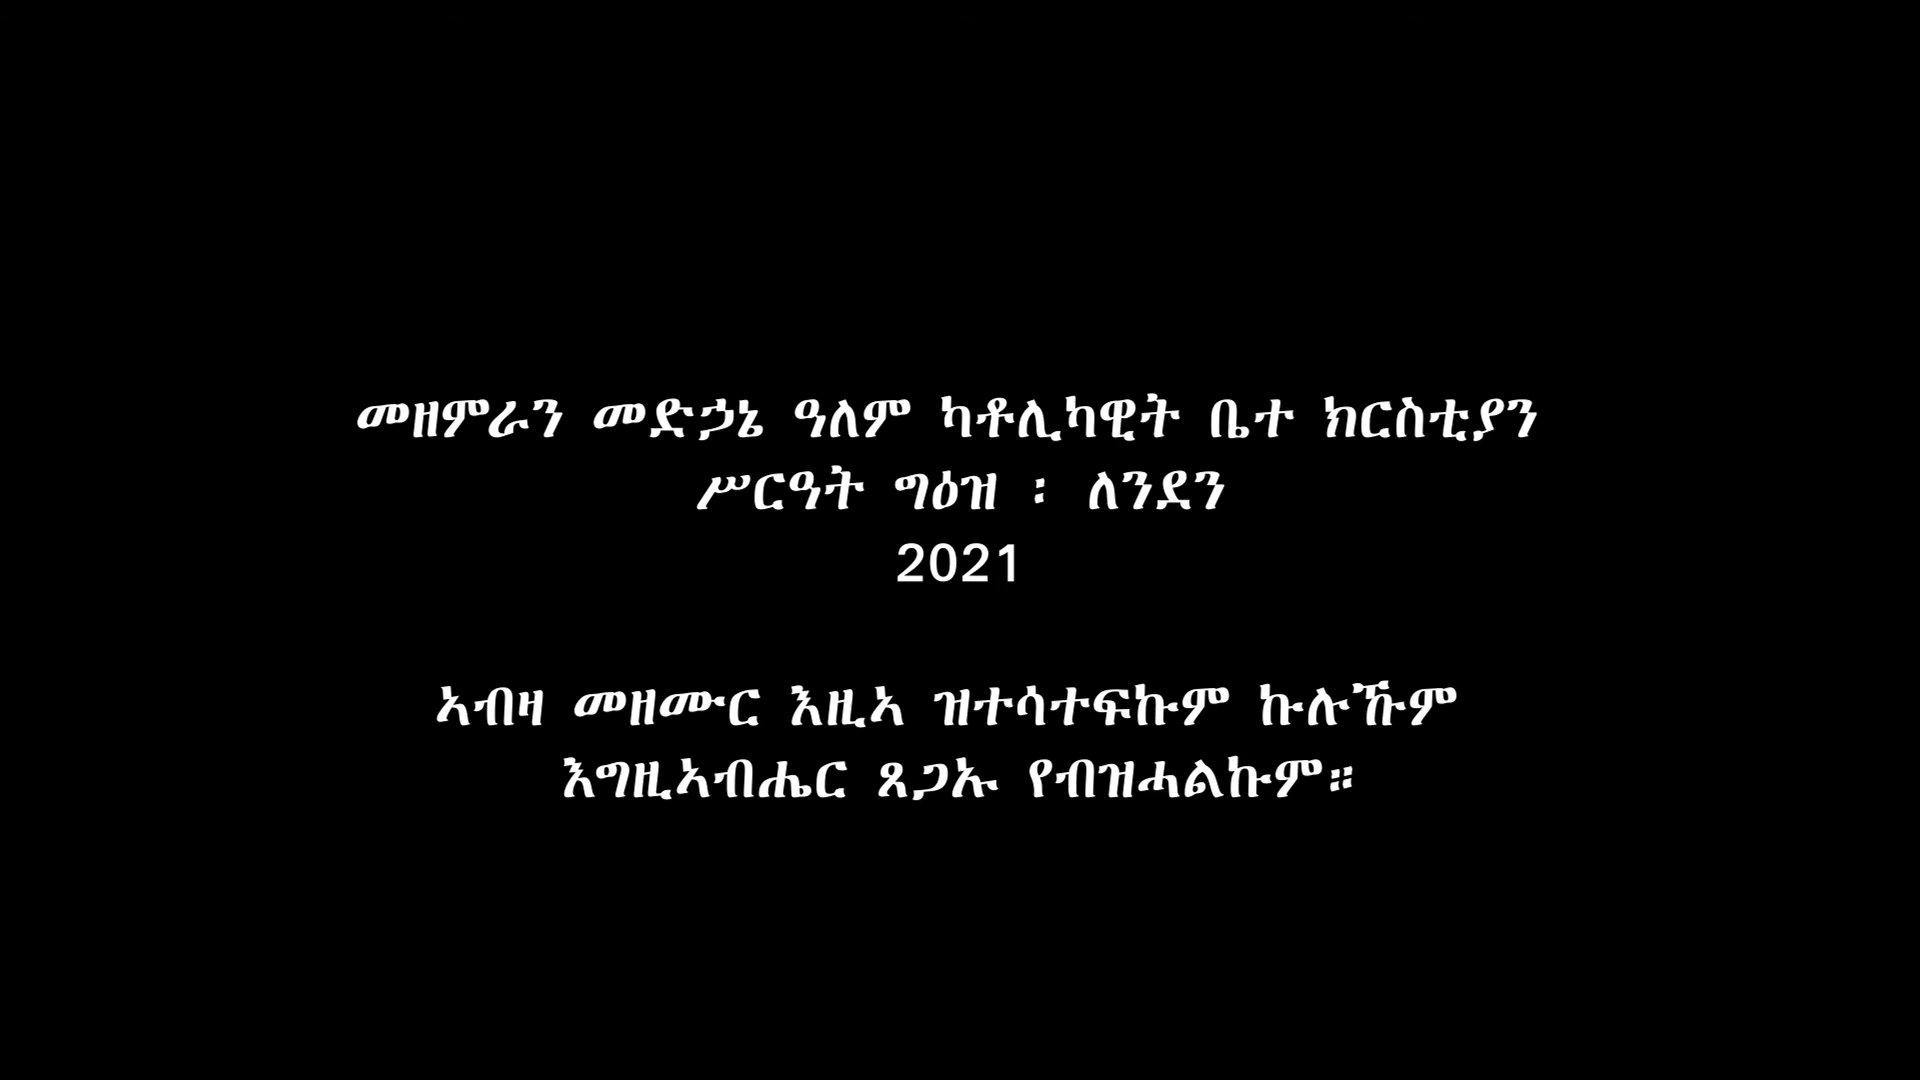 መዘምራን መድኃኔ ዓለም ካቶሊካዊት ቤተ ክርስቲያን
ሥርዓት ግዕዝ ፡ ለንደን
2021
ኣብዛ መዘሙር እዚኣ ዝተሳተፍኩም ኩሉኹም
እግዚኣብሔር ጸጋኡ የብዝሓልኩም።